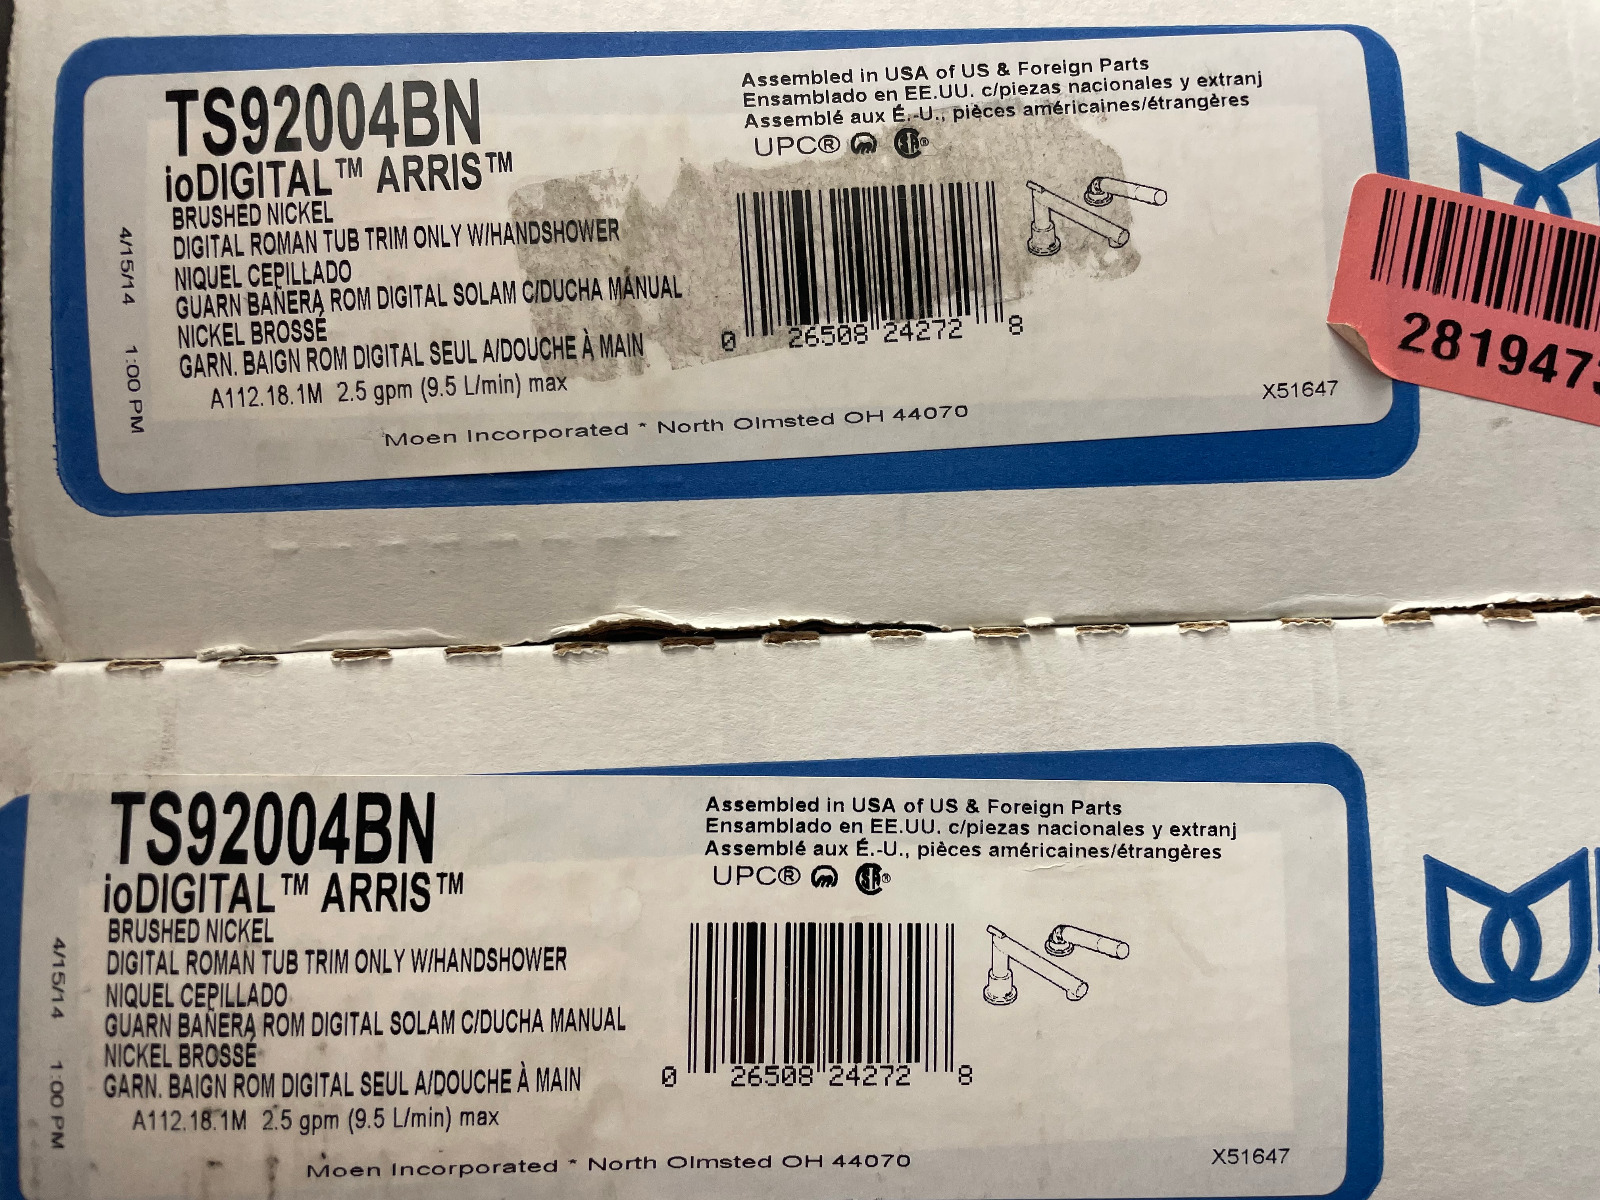 TS92004BN
ioDIGITAL™ ARRIS™
BRUSHED NICKEL
DIGITAL ROMAN TUB TRIM ONLY W/HANDSHOWER
NIQUEL CEPILLADO
GUARN BAÑERA ROM DIGITAL SOLAM C/DUCHA MANUAL
NICKEL BROSSÉ
GARN. BAIGN ROM DIGITAL SEUL A/DOUCHE À MAIN
A112.18.1M 2.5 gpm (9.5 L/min) max
Moen Incorporated * North Olmsted OH 44070
4/15/14 1:00 PM
Assembled in USA of US & Foreign Parts
Ensamblado en EE.UU. c/piezas nacionales y extranj
Assemblé aux É.-U., pièces américaines/étrangères
UPC®
0 26508 24272 8
X51647
TS92004BN
ioDIGITAL™ ARRIS™
BRUSHED NICKEL
DIGITAL ROMAN TUB TRIM ONLY W/HANDSHOWER
NIQUEL CEPILLADO
GUARN BAÑERA ROM DIGITAL SOLAM C/DUCHA MANUAL
NICKEL BROSSÉ
GARN. BAIGN ROM DIGITAL SEUL A/DOUCHE À MAIN
A112.18.1M 2.5 gpm (9.5 L/min) max
Moen Incorporated * North Olmsted OH 44070
4/15/14 1:00 PM
Assembled in USA of US & Foreign Parts
Ensamblado en EE.UU. c/piezas nacionales y extranj
Assemblé aux É.-U., pièces américaines/étrangères
UPC®
0 26508 24272 8
X51647